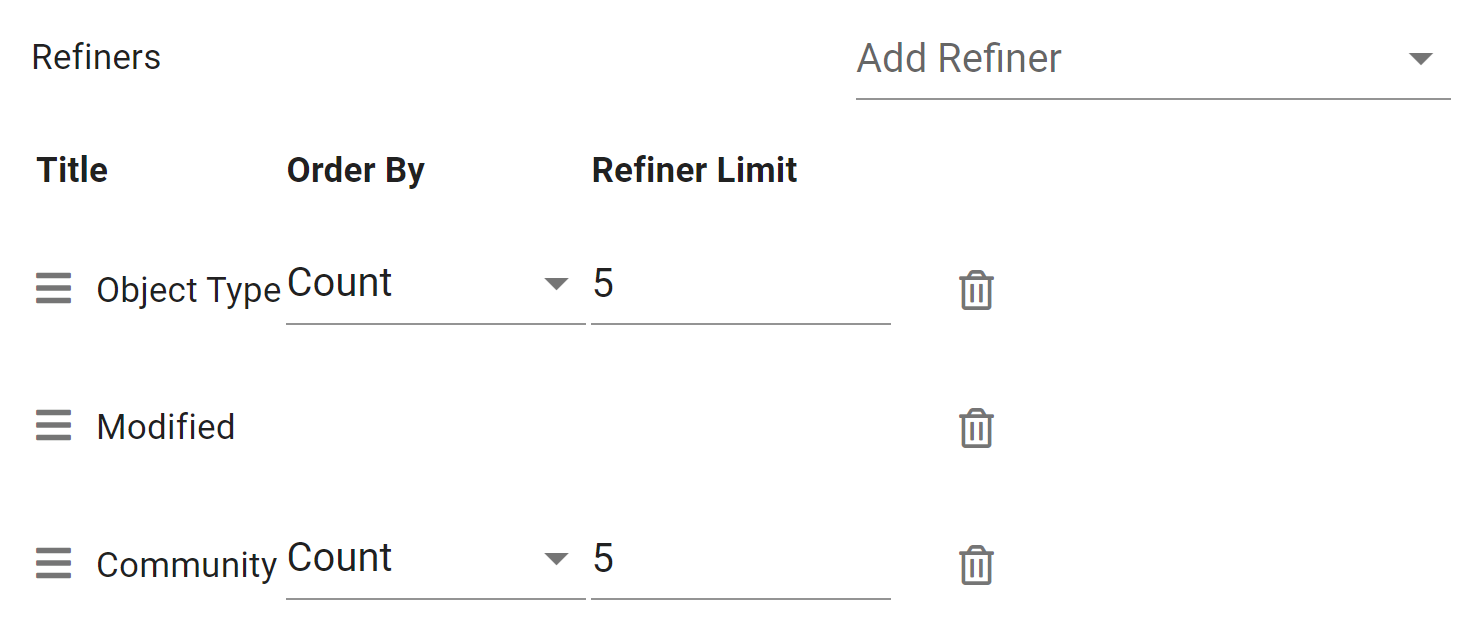 Refiners Add Refiner
Title Order By Refiner Limit
Object Type Count 5
Modified
Community Count 5